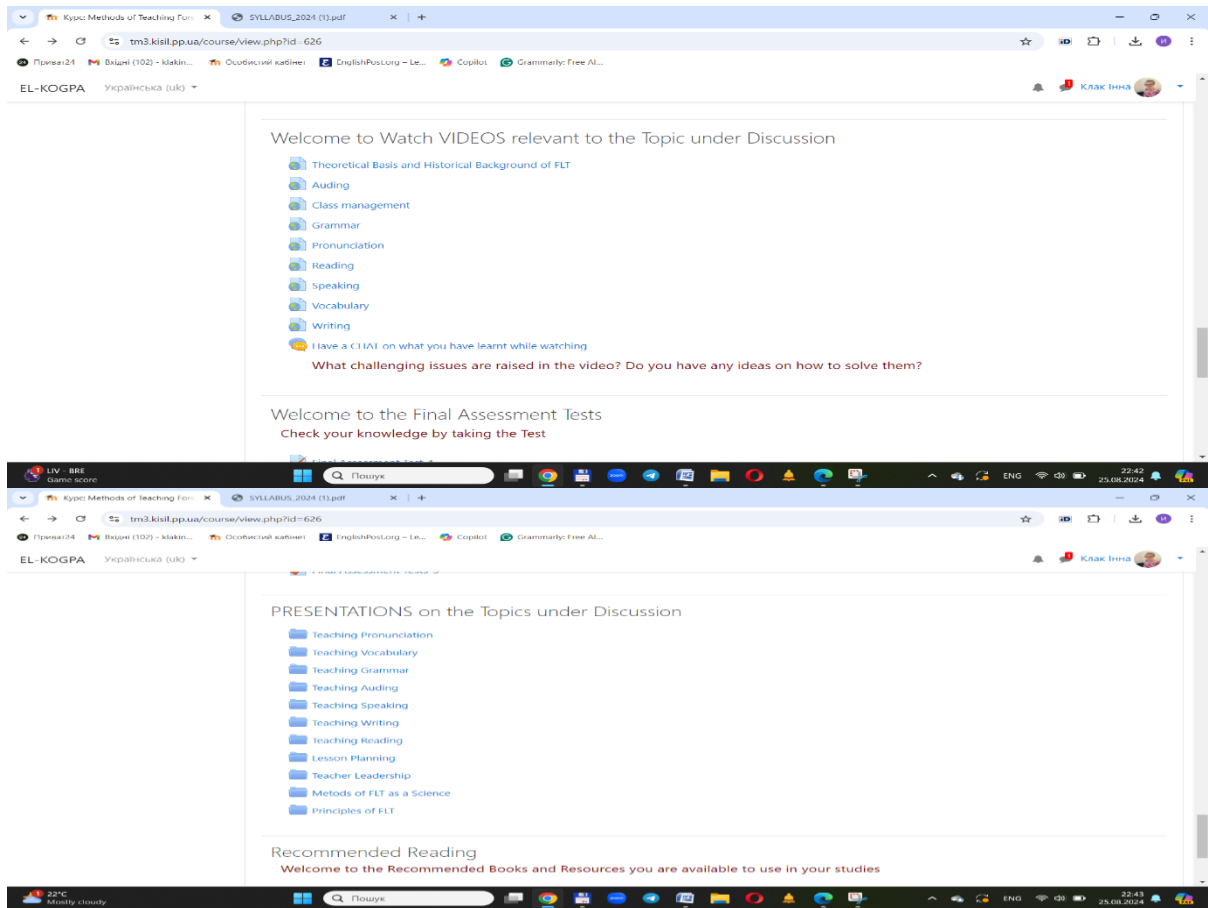 Курс: Methods of Teaching For
SYLLABUS_2024 (1).pdf
tm3.kisil.pp.ua/course/view.php?id=626
Приват24
Вхідні (102) - klakin...
Особистий кабінет
EnglishPost.org – Le...
Copilot
Grammarly: Free AI...
EL-KOGPA
Українська (uk)
Клак Інна
Welcome to Watch VIDEOS relevant to the Topic under Discussion
Theoretical Basis and Historical Background of FLT
Auding
Class management
Grammar
Pronunciation
Reading
Speaking
Vocabulary
Writing
Have a CHAT on what you have learnt while watching
What challenging issues are raised in the video? Do you have any ideas on how to solve them?
Welcome to the Final Assessment Tests
Check your knowledge by taking the Test
LIV - BRE
Game score
Пошук
ENG
22:42
25.08.2024
Курс: Methods of Teaching For
SYLLABUS_2024 (1).pdf
tm3.kisil.pp.ua/course/view.php?id=626
Приват24
Вхідні (102) - klakin...
Особистий кабінет
EnglishPost.org – Le...
Copilot
Grammarly: Free AI...
EL-KOGPA
Українська (uk)
Клак Інна
PRESENTATIONS on the Topics under Discussion
Teaching Pronunciation
Teaching Vocabulary
Teaching Grammar
Teaching Auding
Teaching Speaking
Teaching Writing
Teaching Reading
Lesson Planning
Teacher Leadership
Metods of FLT as a Science
Principles of FLT
Recommended Reading
Welcome to the Recommended Books and Resources you are available to use in your studies
22°C
Mostly cloudy
Пошук
ENG
22:43
25.08.2024